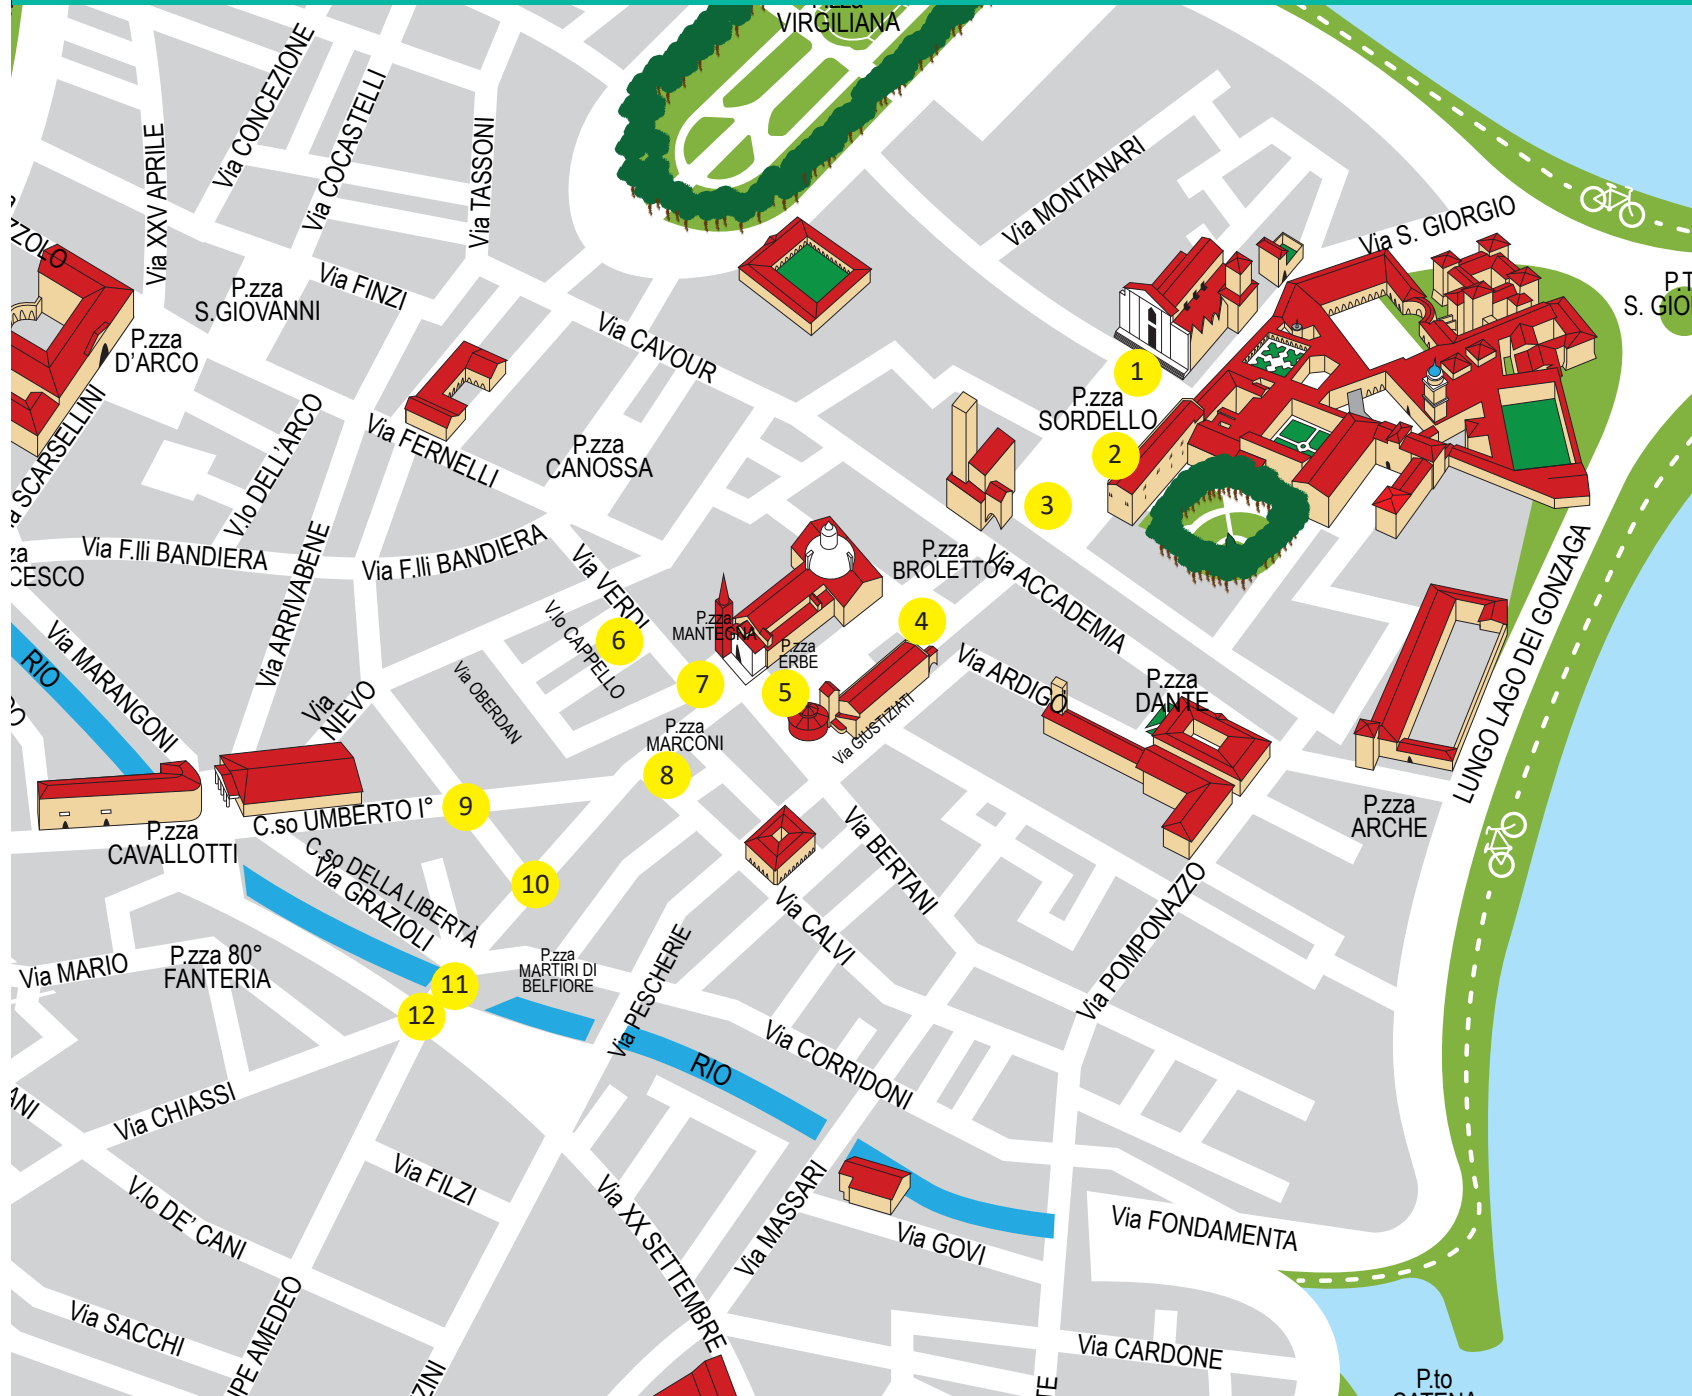 VIRGILIANA
Via CONCEZIONE
Via COCASTELLI
Via XXV APRILE
Via TASSONI
Via MONTANARI
Via S. GIORGIO
P.zza
S.GIOVANNI
Via FINZI
P.zza
D'ARCO
Via CAVOUR
1
P.zza
SORDELLO
2
3
V.lo DELL'ARCO
Via FERNELLI
P.zza
CANOSSA
Via F.lli BANDIERA
Via F.lli BANDIERA
Via ARRIVABENE
Via VERDI
P.zza
BROLETTO
Via ACCADEMIA
LUNGO LAGO DEI GONZAGA
4
V.lo CAPPELLO
6
P.zza
MANTEGNA
P.zza
ERBE
5
7
Via MARANGONI
RIO
Via
NIEVO
Via OBERDAN
Via ARDIGO
P.zza
DANTE
Via GIUSTIZIATI
P.zza
MARCONI
8
9
C.so UMBERTO I°
P.zza
CAVALLOTTI
P.zza
ARCHE
C.so DELLA LIBERTÀ
Via GRAZIOLI
10
Via BERTANI
Via CALVI
Via POMPONAZZO
Via MARIO
P.zza 80°
FANTERIA
11
12
P.zza
MARTIRI DI
BELFIORE
Via PESCHERIE
RIO
Via CORRIDONI
Via CHIASSI
Via FILZI
V.lo DE' CANI
Via XX SETTEMBRE
Via MASSARI
Via GOVI
Via FONDAMENTA
Via SACCHI
Via CARDONE
P.to